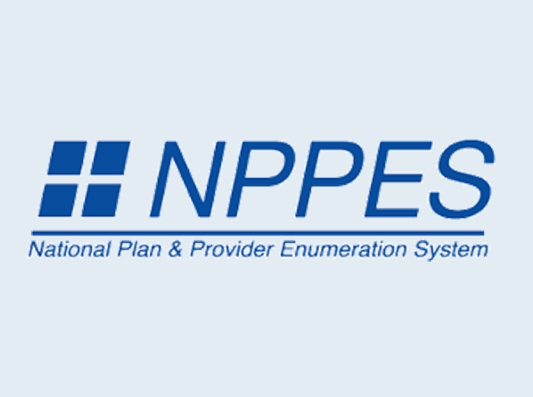 NPPES
National Plan & Provider Enumeration System